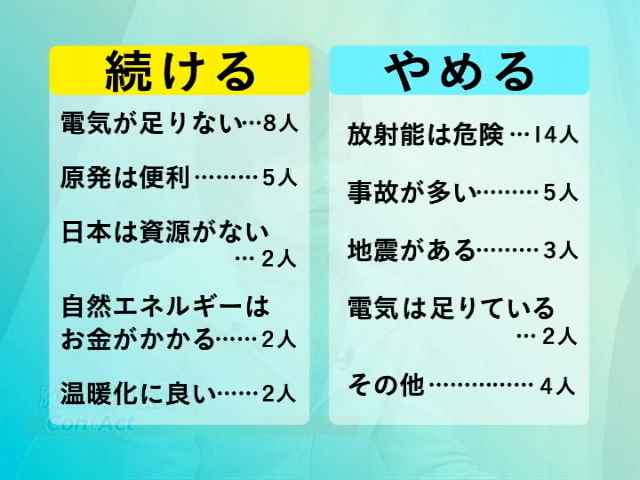 続ける
電気が足りない…8人
原発は便利………5人
日本は資源がない
…2人
自然エネルギーは
お金がかかる……2人
温暖化に良い……2人
やめる
放射能は危険…14人
事故が多い………5人
地震がある………3人
電気は足りている
…2人
その他……………4人
Con Act